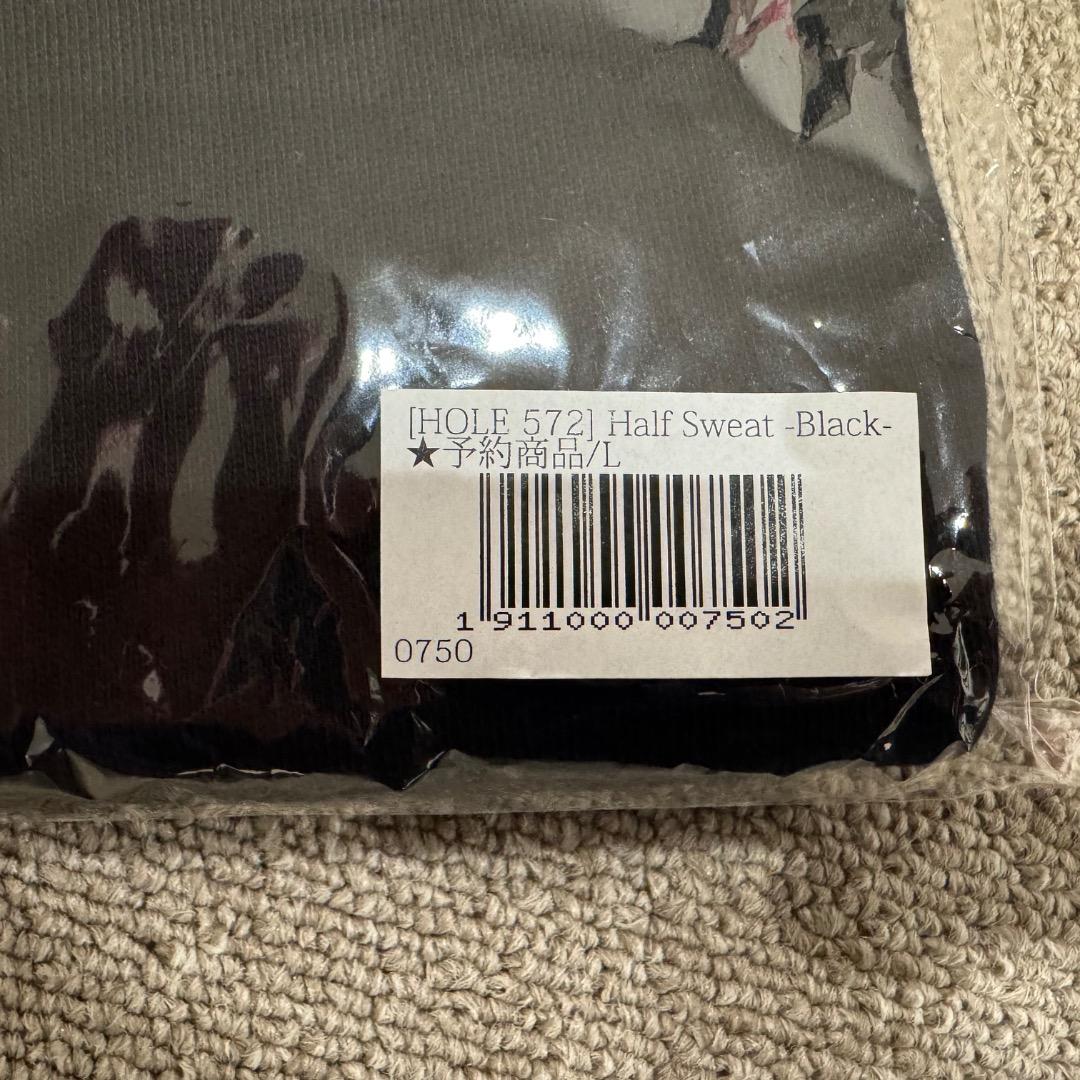 [HOLE 572] Half Sweat -Black-
★予約商品/L
1 911000 007502
0750